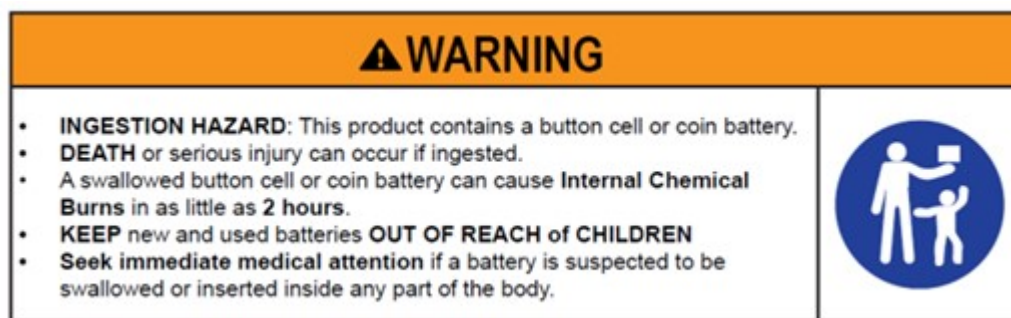 WARNING
• INGESTION HAZARD: This product contains a button cell or coin battery.
• DEATH or serious injury can occur if ingested.
• A swallowed button cell or coin battery can cause Internal Chemical
Burns in as little as 2 hours.
• KEEP new and used batteries OUT OF REACH of CHILDREN
• Seek immediate medical attention if a battery is suspected to be
swallowed or inserted inside any part of the body.